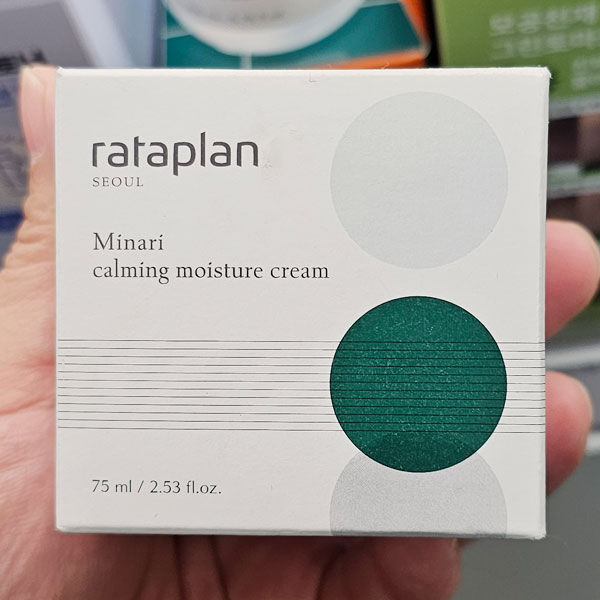 rataplan
SEOUL
Minari
calming moisture cream
75 ml / 2.53 fl.oz.